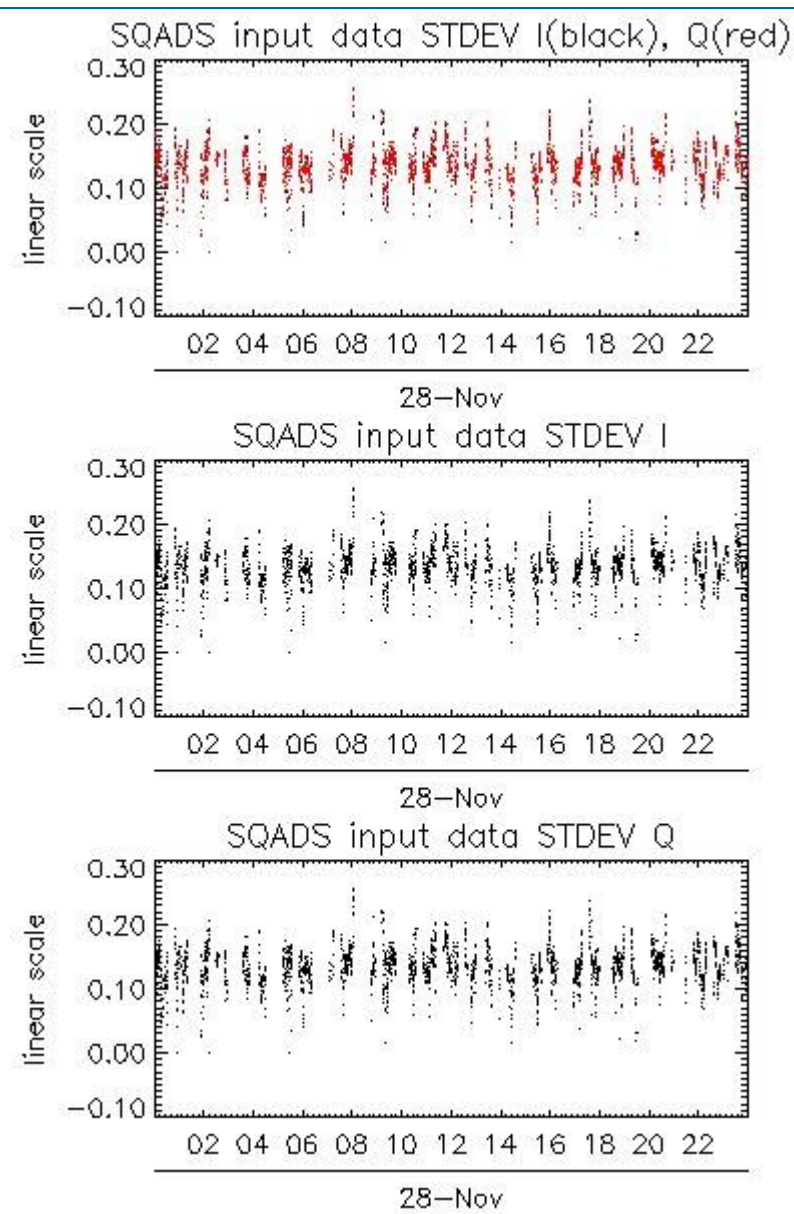 SQADS input data STDEV I(black), Q(red)
0.30
0.20
0.10
0.00
−0.10
linear scale
02 04 06 08 10 12 14 16 18 20 22
28−Nov
SQADS input data STDEV I
0.30
0.20
0.10
0.00
−0.10
linear scale
02 04 06 08 10 12 14 16 18 20 22
28−Nov
SQADS input data STDEV Q
0.30
0.20
0.10
0.00
−0.10
linear scale
02 04 06 08 10 12 14 16 18 20 22
28−Nov